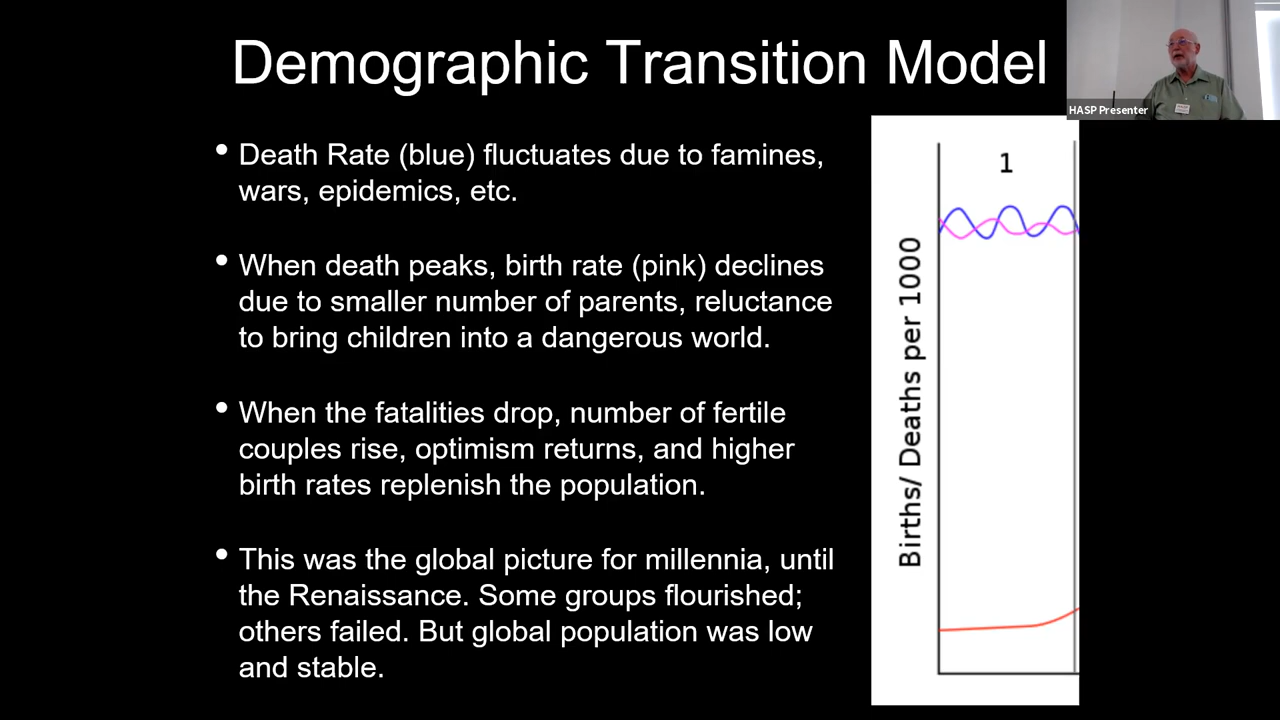 Demographic Transition Model
HASP Presenter
• Death Rate (blue) fluctuates due to famines,
wars, epidemics, etc.
• When death peaks, birth rate (pink) declines
due to smaller number of parents, reluctance
to bring children into a dangerous world.
• When the fatalities drop, number of fertile
couples rise, optimism returns, and higher
birth rates replenish the population.
• This was the global picture for millennia, until
the Renaissance. Some groups flourished;
others failed. But global population was low
and stable.
1
Births/ Deaths per 1000